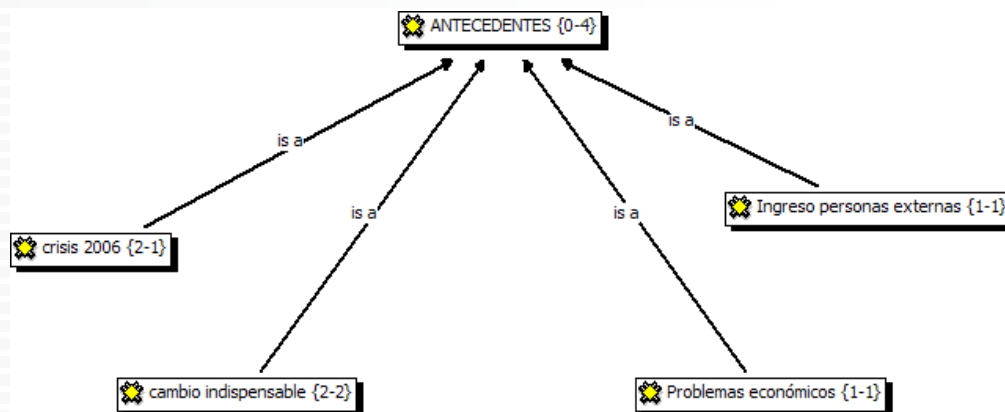 ANTECEDENTES {0-4}
is a
is a
is a
is a
Ingreso personas externas {1-1}
crisis 2006 {2-1}
cambio indispensable {2-2}
Problemas económicos {1-1}